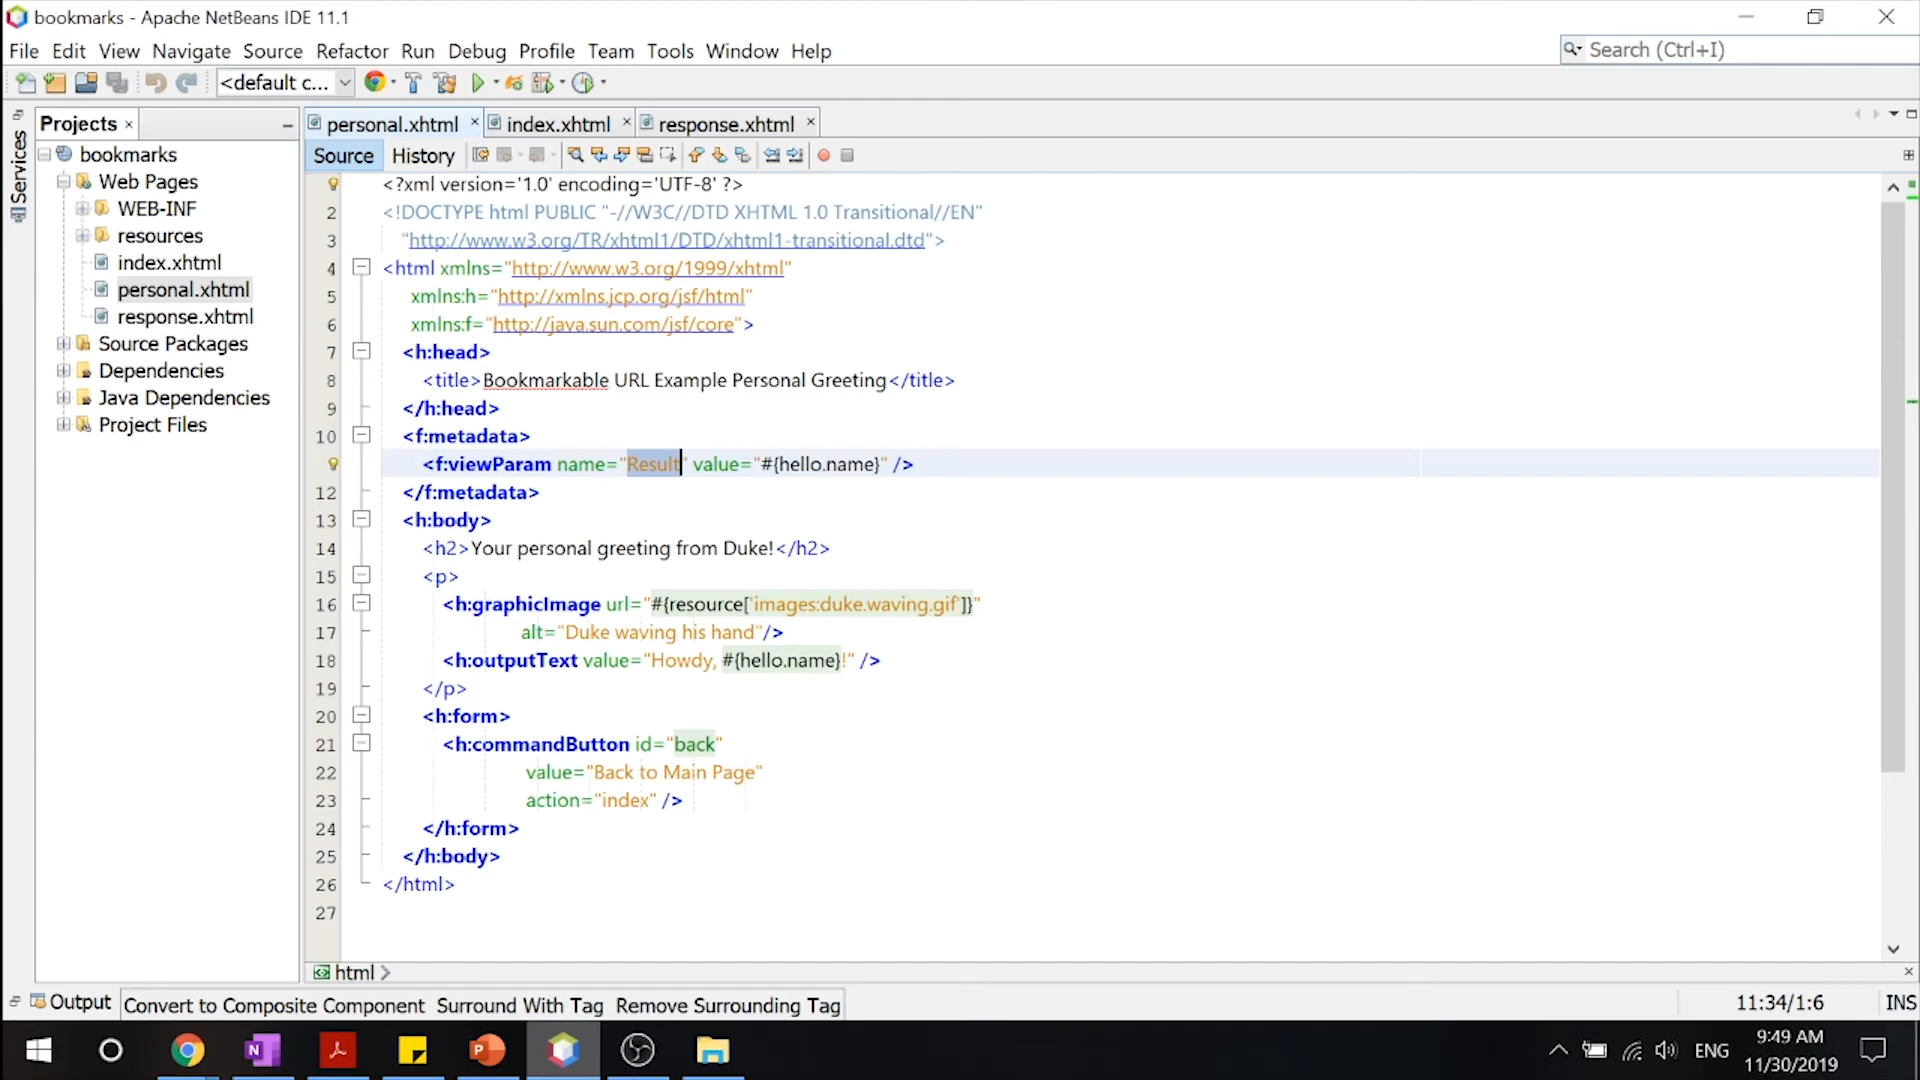 bookmarks - Apache NetBeans IDE 11.1
File Edit View Navigate Source Refactor Run Debug Profile Team Tools Window Help
Search (Ctrl+I)
<default c...
Services
Projects
bookmarks
Web Pages
WEB-INF
resources
index.xhtml
personal.xhtml
response.xhtml
Source Packages
Dependencies
Java Dependencies
Project Files
personal.xhtml index.xhtml response.xhtml
Source History
<?xml version='1.0' encoding='UTF-8' ?>
2 <!DOCTYPE html PUBLIC "-//W3C//DTD XHTML 1.0 Transitional//EN"
3 "http://www.w3.org/TR/xhtml1/DTD/xhtml1-transitional.dtd">
4 <html xmlns="http://www.w3.org/1999/xhtml"
5 xmlns:h="http://xmlns.jcp.org/jsf/html"
6 xmlns:f="http://java.sun.com/jsf/core">
7 <h:head>
8 <title>Bookmarkable URL Example Personal Greeting</title>
9 </h:head>
10 <f:metadata>
<f:viewParam name="Result" value="#{hello.name}" />
12 </f:metadata>
13 <h:body>
14 <h2>Your personal greeting from Duke!</h2>
15 <p>
16 <h:graphicImage url="#{resource['images:duke.waving.gif']}"
17 alt="Duke waving his hand"/>
18 <h:outputText value="Howdy, #{hello.name}!" />
19 </p>
20 <h:form>
21 <h:commandButton id="back"
22 value="Back to Main Page"
23 action="index" />
24 </h:form>
25 </h:body>
26 </html>
27
html
Output
Convert to Composite Component Surround With Tag Remove Surrounding Tag
11:34/1:6 INS
ENG
9:49 AM
11/30/2019